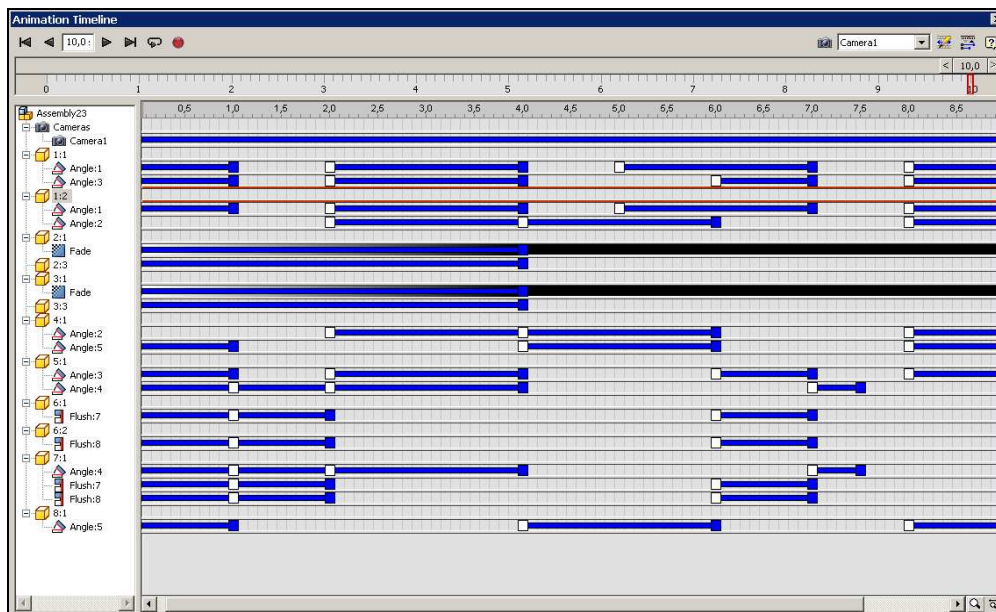 Animation Timeline
10,0 : Camera1
< 10,0 >
0 1 2 3 4 5 6 7 8 9 10
0,5 1,0 1,5 2,0 2,5 3,0 3,5 4,0 4,5 5,0 5,5 6,0 6,5 7,0 7,5 8,0 8,5
Assembly23
Cameras
Camera1
1:1
Angle:1
Angle:3
1:2
Angle:1
Angle:2
2:1
Fade
2:3
3:1
Fade
3:3
4:1
Angle:2
Angle:5
5:1
Angle:3
Angle:4
6:1
Flush:7
6:2
Flush:8
7:1
Angle:4
Flush:7
Flush:8
8:1
Angle:5